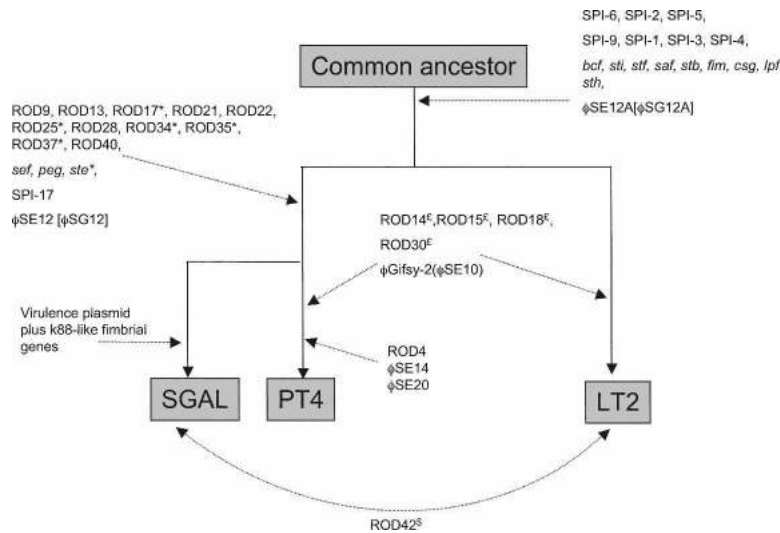 SPI-6, SPI-2, SPI-5,
SPI-9, SPI-1, SPI-3, SPI-4,
bcf, sti, stf, saf, stb, fim, csg, lpf
sth,
ϕSE12A[ϕSG12A]
Common ancestor
ROD9, ROD13, ROD17*, ROD21, ROD22,
ROD25*, ROD28, ROD34*, ROD35*,
ROD37*, ROD40,
sef, peg, ste*,
SPI-17
ϕSE12 [ϕSG12]
ROD14£,ROD15£, ROD18£,
ROD30£
ϕGifsy-2(ϕSE10)
Virulence plasmid
plus k88-like fimbrial
genes
ROD4
ϕSE14
ϕSE20
SGAL
PT4
LT2
ROD42$